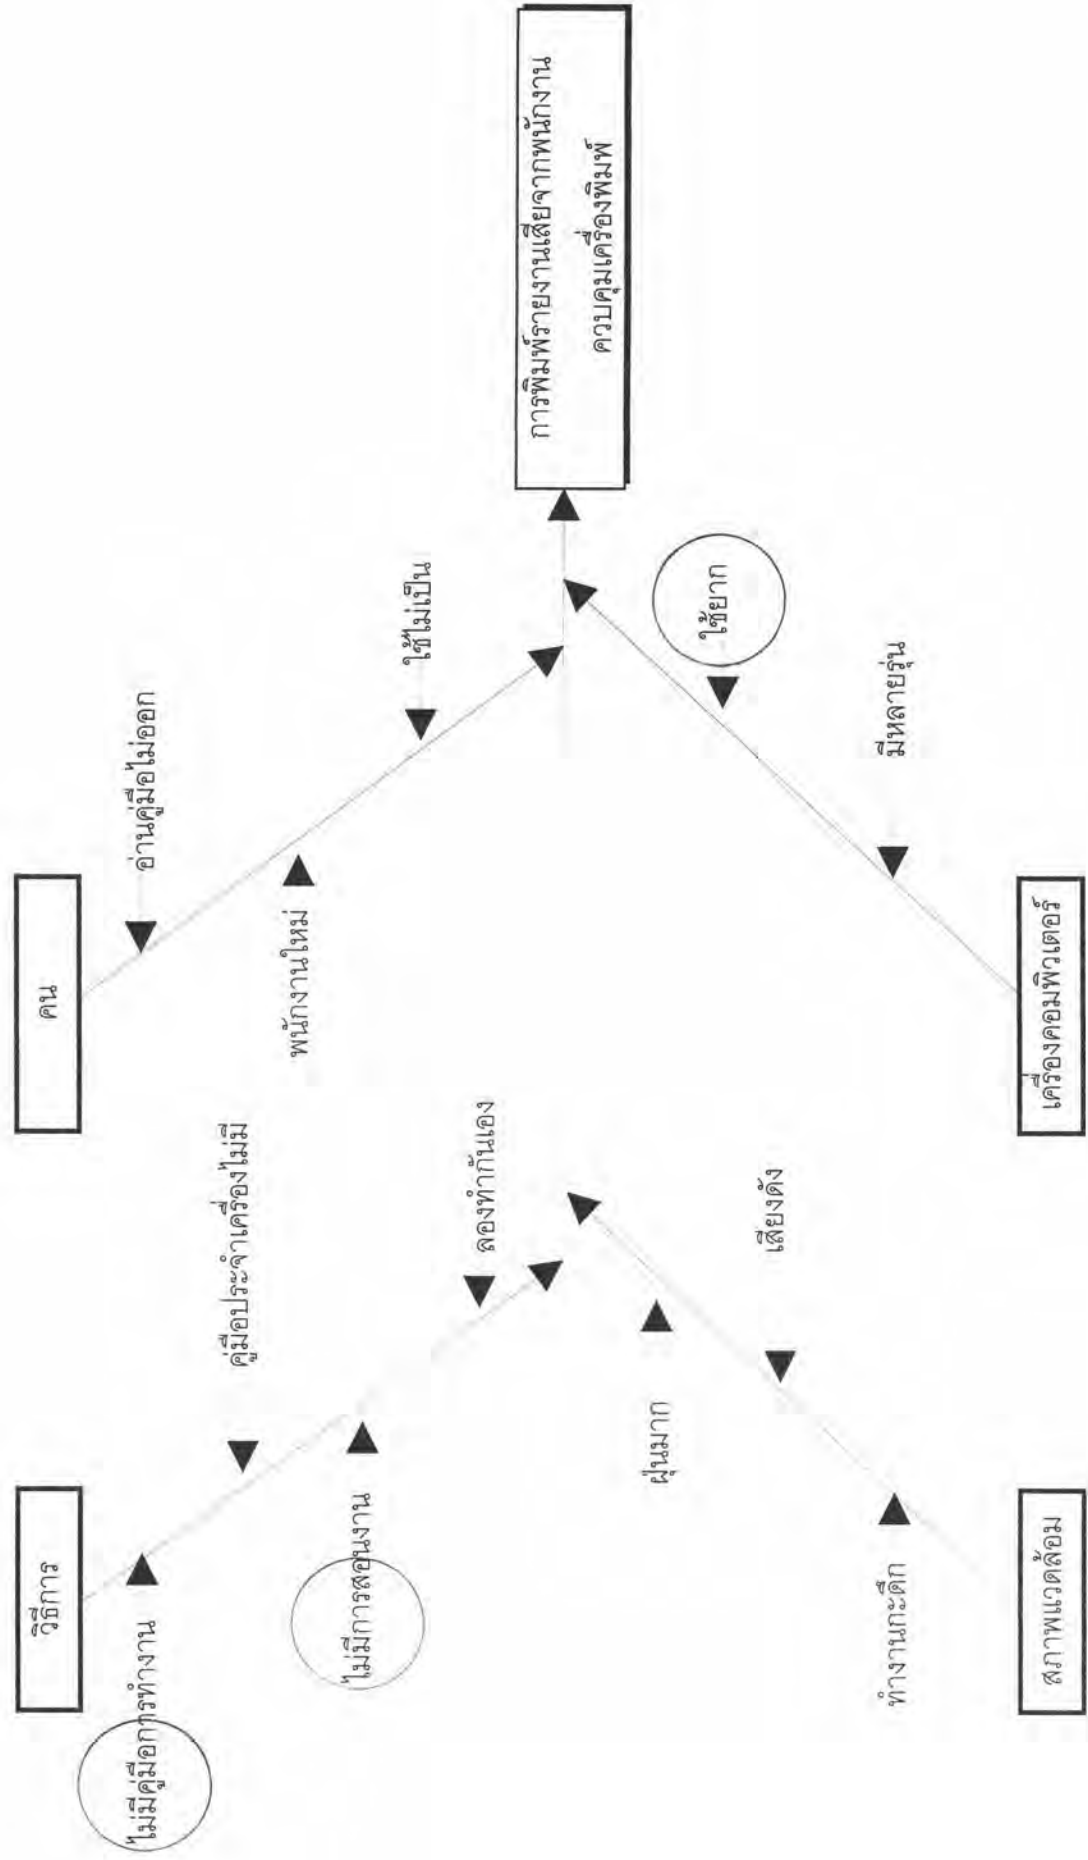 วิธีการ
คน
ไม่มีคู่มือการทำงาน
คู่มือประจำเครื่องไม่มี
อ่านคู่มือไม่ออก
ไม่มีการสอนงาน
พนักงานใหม่
ลองทำกันเอง
ใช้ไม่เป็น
การพิมพ์รายงานเสียจากพนักงาน
ควบคุมเครื่องพิมพ์
ฝุ่นมาก
ใช้ยาก
เสียงดัง
ทำงานกะดึก
มีหลายรุ่น
สภาพแวดล้อม
เครื่องคอมพิวเตอร์